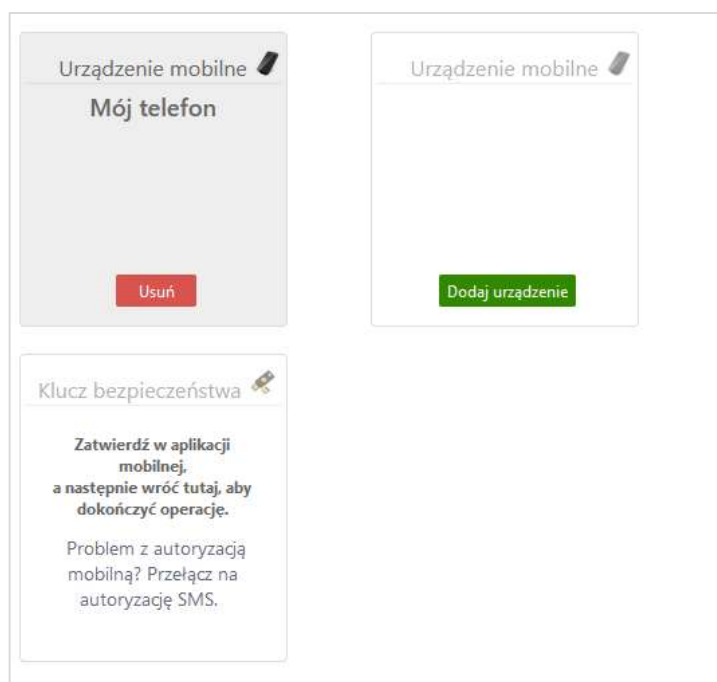 Urządzenie mobilne
Mój telefon
Usuń
Urządzenie mobilne
Dodaj urządzenie
Klucz bezpieczeństwa
Zatwierdź w aplikacji
mobilnej,
a następnie wróć tutaj, aby
dokończyć operację.
Problem z autoryzacją
mobilną? Przełącz na
autoryzację SMS.